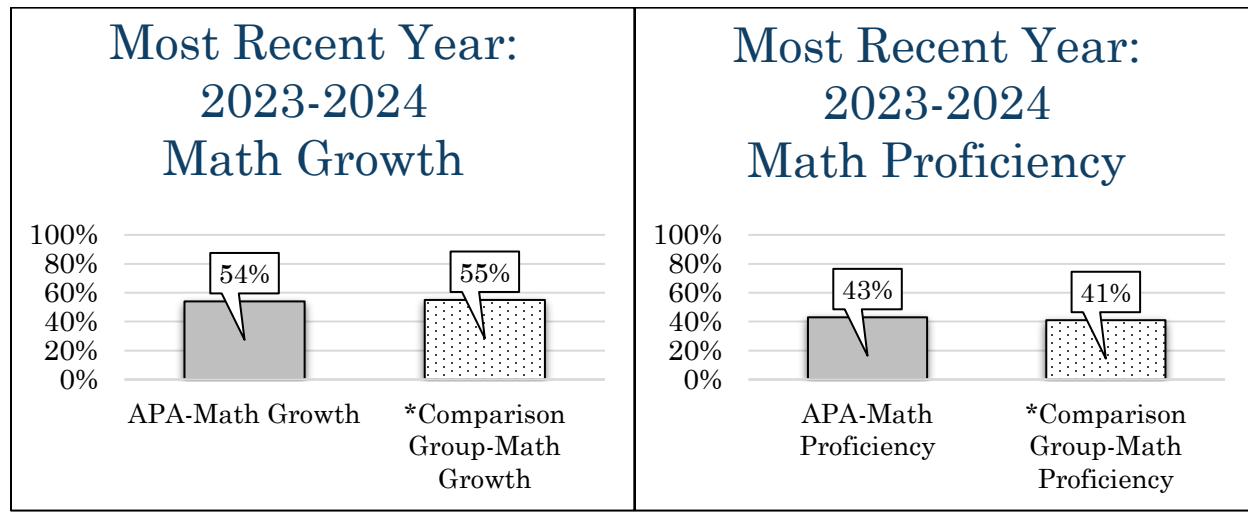 Most Recent Year:
2023-2024
Math Growth
100%
80%
60%
40%
20%
0%
54%
55%
APA-Math Growth
*Comparison
Group-Math
Growth
Most Recent Year:
2023-2024
Math Proficiency
100%
80%
60%
40%
20%
0%
43%
41%
APA-Math
Proficiency
*Comparison
Group-Math
Proficiency